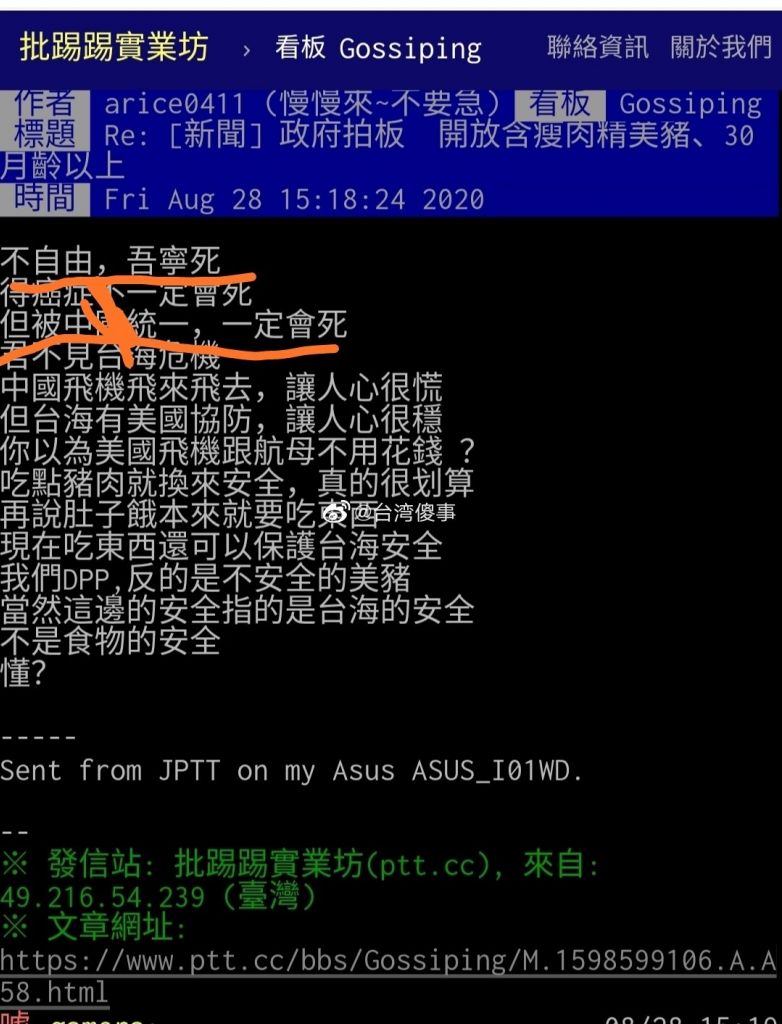 批踢踢實業坊 › 看板 Gossiping 聯絡資訊 關於我們
作者 arice0411 (慢慢來~不要急) 看板 Gossiping
標題 Re: [新聞] 政府拍板 開放含瘦肉精美豬、30
月齡以上
時間 Fri Aug 28 15:18:24 2020
不自由，吾寧死
得癌症不一定會死
但被中國統一，一定會死
君不見台海危機
中國飛機飛來飛去，讓人心很慌
但台海有美國協防，讓人心很穩
你以為美國飛機跟航母不用花錢 ?
吃點豬肉就換來安全，真的很划算
再說肚子餓本來就要吃東西
@台湾傻事
現在吃東西還可以保護台海安全
我們DPP,反的是不安全的美豬
當然這邊的安全指的是台海的安全
不是食物的安全
懂?
-----
Sent from JPTT on my Asus ASUS_I01WD.
--
※ 發信站: 批踢踢實業坊(ptt.cc), 來自:
49.216.54.239 (臺灣)
※ 文章網址:
https://www.ptt.cc/bbs/Gossiping/M.1598599106.A.A
58.html
噓